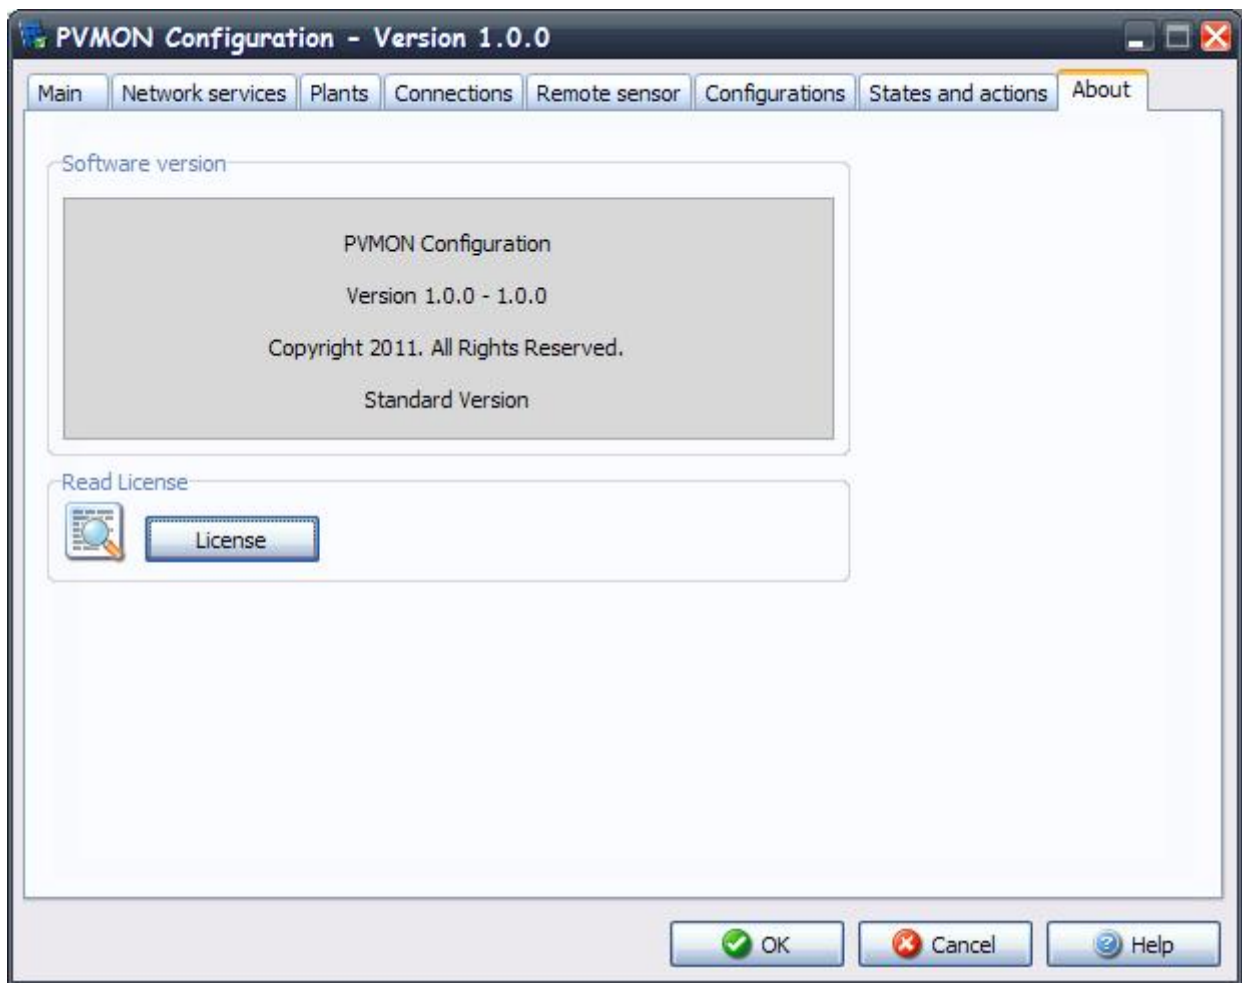 PVMON Configuration - Version 1.0.0
Main Network services Plants Connections Remote sensor Configurations States and actions About
Software version
PVMON Configuration
Version 1.0.0 - 1.0.0
Copyright 2011. All Rights Reserved.
Standard Version
Read License
License
OK Cancel Help